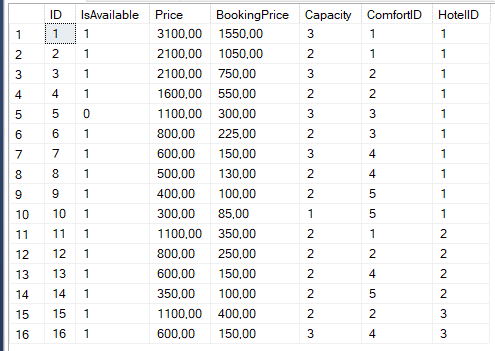 ID IsAvailable Price BookingPrice Capacity ComfortID HotelID
1 1 1 3100,00 1550,00 3 1 1
2 2 1 2100,00 1050,00 2 1 1
3 3 1 2100,00 750,00 3 2 1
4 4 1 1600,00 550,00 2 2 1
5 5 0 1100,00 300,00 3 3 1
6 6 1 800,00 225,00 2 3 1
7 7 1 600,00 150,00 3 4 1
8 8 1 500,00 130,00 2 4 1
9 9 1 400,00 100,00 2 5 1
10 10 1 300,00 85,00 1 5 1
11 11 1 1100,00 350,00 2 1 2
12 12 1 800,00 250,00 2 2 2
13 13 1 600,00 150,00 2 4 2
14 14 1 350,00 100,00 2 5 2
15 15 1 1100,00 400,00 2 2 3
16 16 1 600,00 150,00 3 4 3